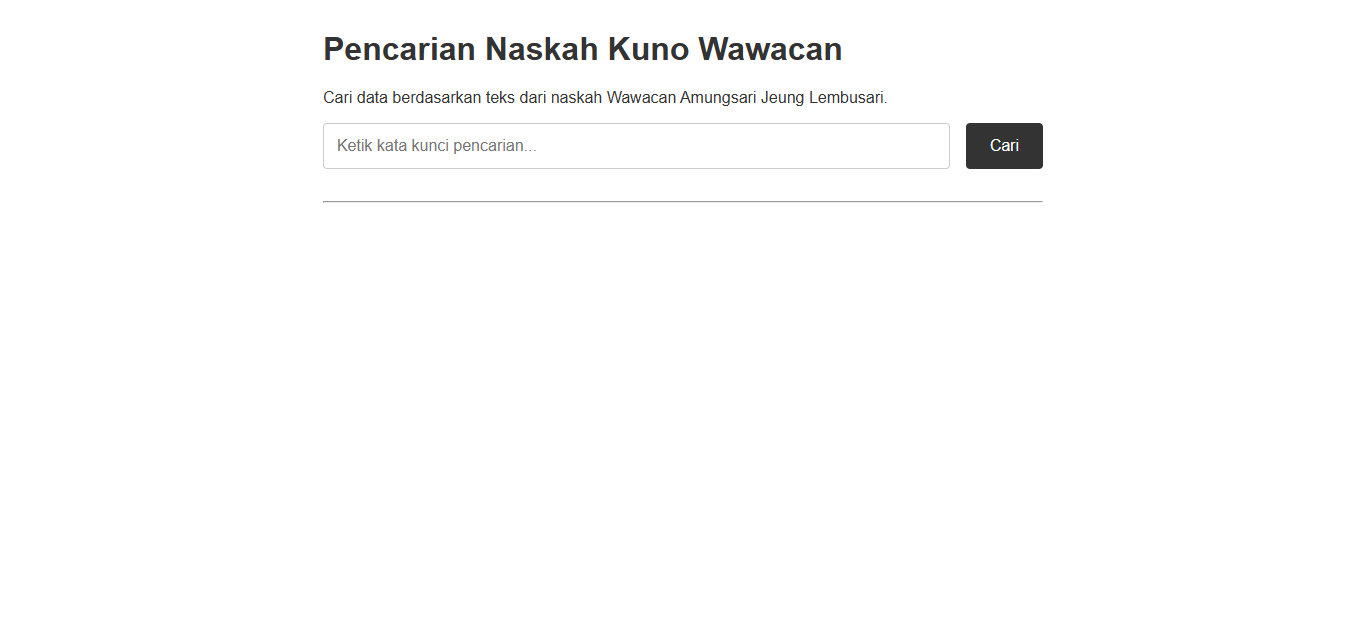 Pencarian Naskah Kuno Wawacan
Cari data berdasarkan teks dari naskah Wawacan Amungsari Jeung Lembusari.
Ketik kata kunci pencarian...
Cari